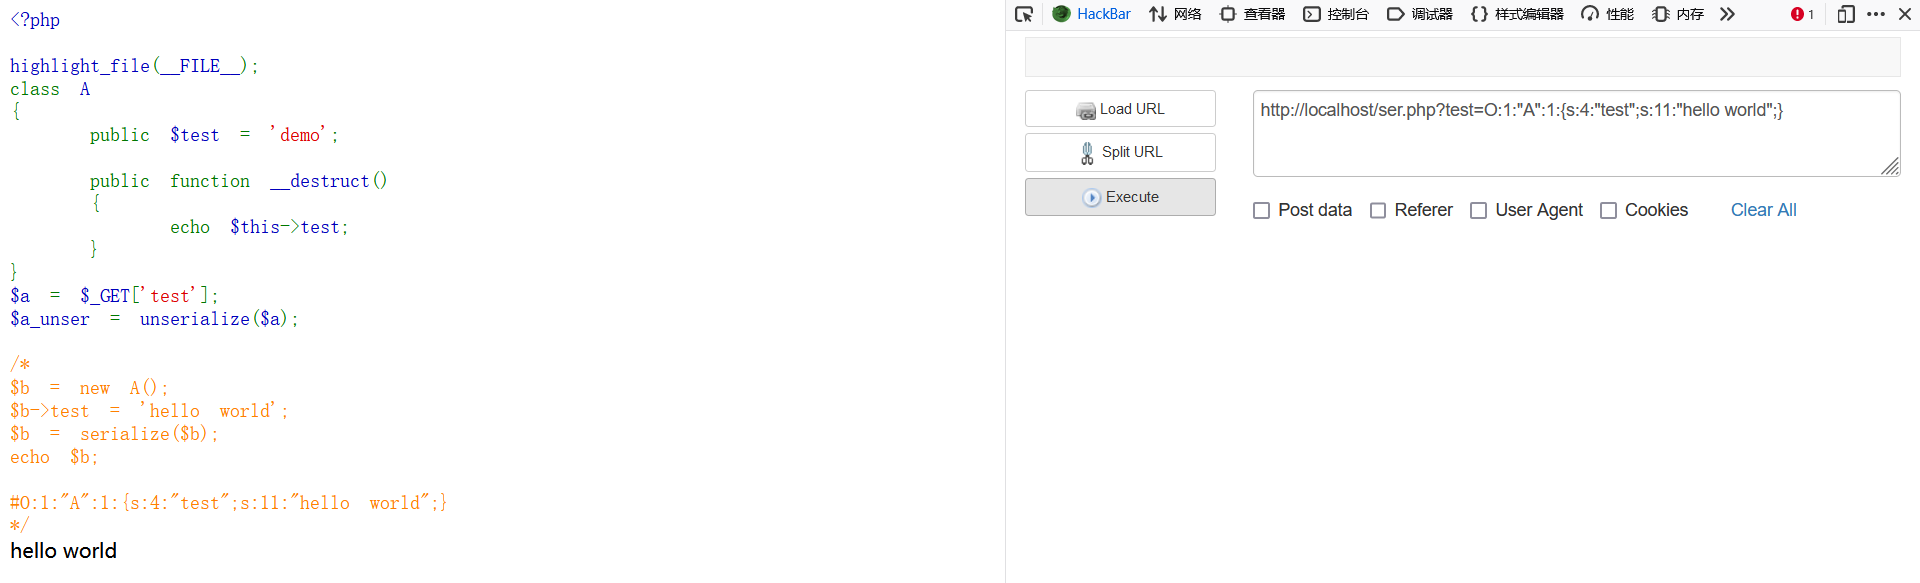 <?php
highlight_file(__FILE__);
class A
{
public $test = 'demo';
public function __destruct()
{
echo $this->test;
}
}
$a = $_GET['test'];
$a_unser = unserialize($a);
/*
$b = new A();
$b->test = 'hello world';
$b = serialize($b);
echo $b;
#O:1:"A":1:{s:4:"test";s:11:"hello world";}
*/
hello world
HackBar 网络 查看器 控制台 调试器 {} 样式编辑器 性能 内存 1
Load URL
Split URL
Execute
http://localhost/ser.php?test=O:1:"A":1:{s:4:"test";s:11:"hello world";}
Post data Referer User Agent Cookies Clear All